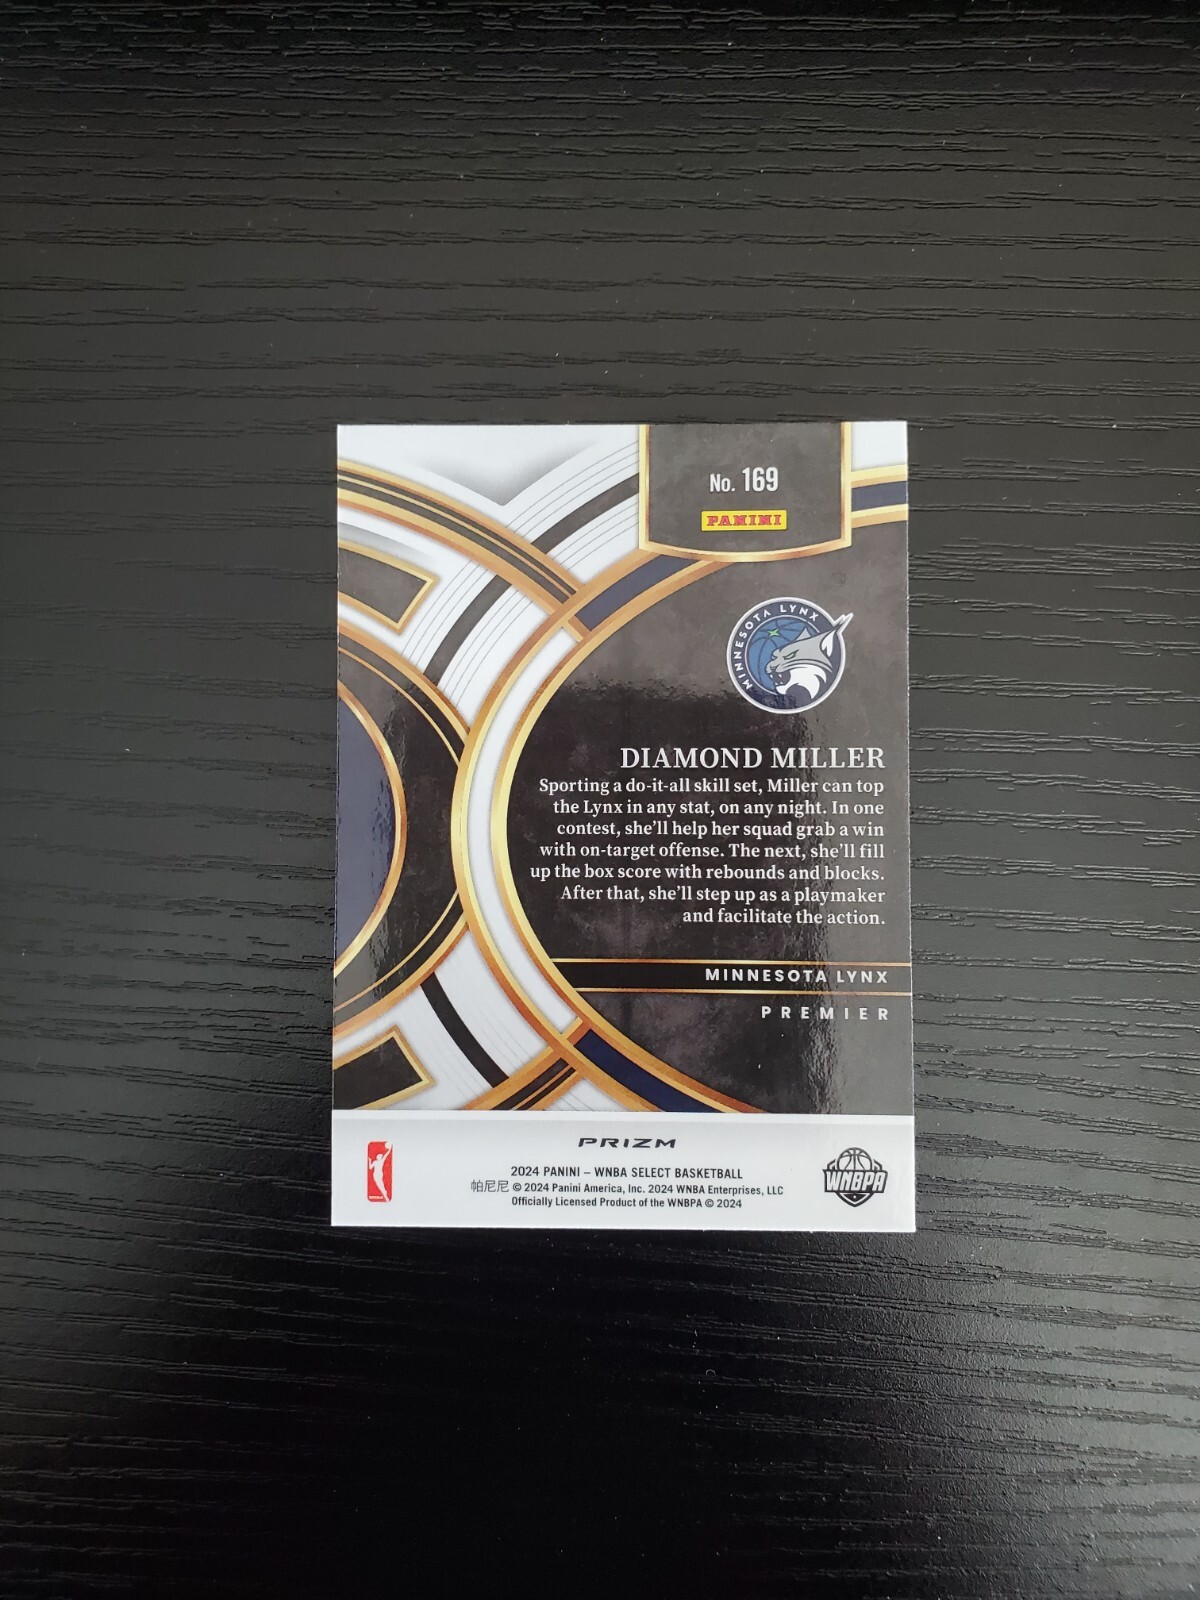 No. 169
PANINI
MINNESOTA LYNX
DIAMOND MILLER
Sporting a do-it-all skill set, Miller can top
the Lynx in any stat, on any night. In one
contest, she'll help her squad grab a win
with on-target offense. The next, she'll fill
up the box score with rebounds and blocks.
After that, she'll step up as a playmaker
and facilitate the action.
MINNESOTA LYNX
PREMIER
PRIZM
2024 PANINI – WNBA SELECT BASKETBALL
帕尼尼 © 2024 Panini America, Inc. 2024 WNBA Enterprises, LLC
Officially Licensed Product of the WNBPA © 2024
WNBPA